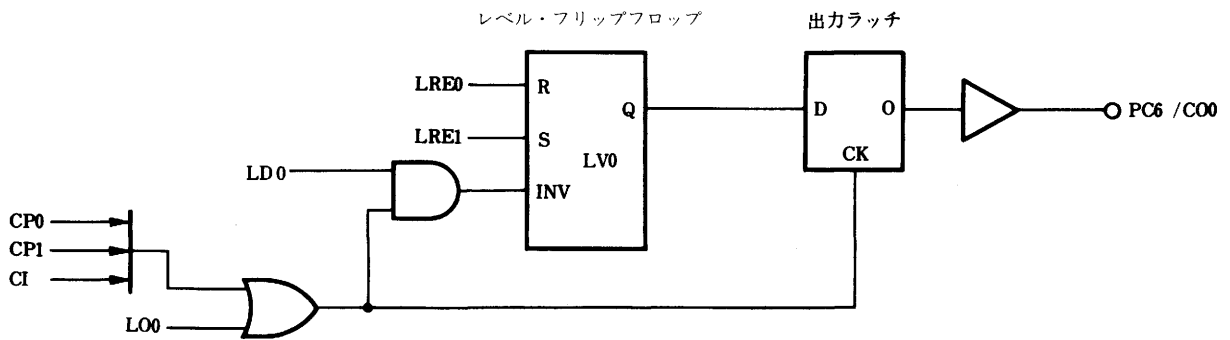 レベル・フリップフロップ
出力ラッチ
LRE0
R
LRE1
S
Q
D
O
PC6 /CO0
LV0
CK
LD0
INV
CP0
CP1
CI
LO0